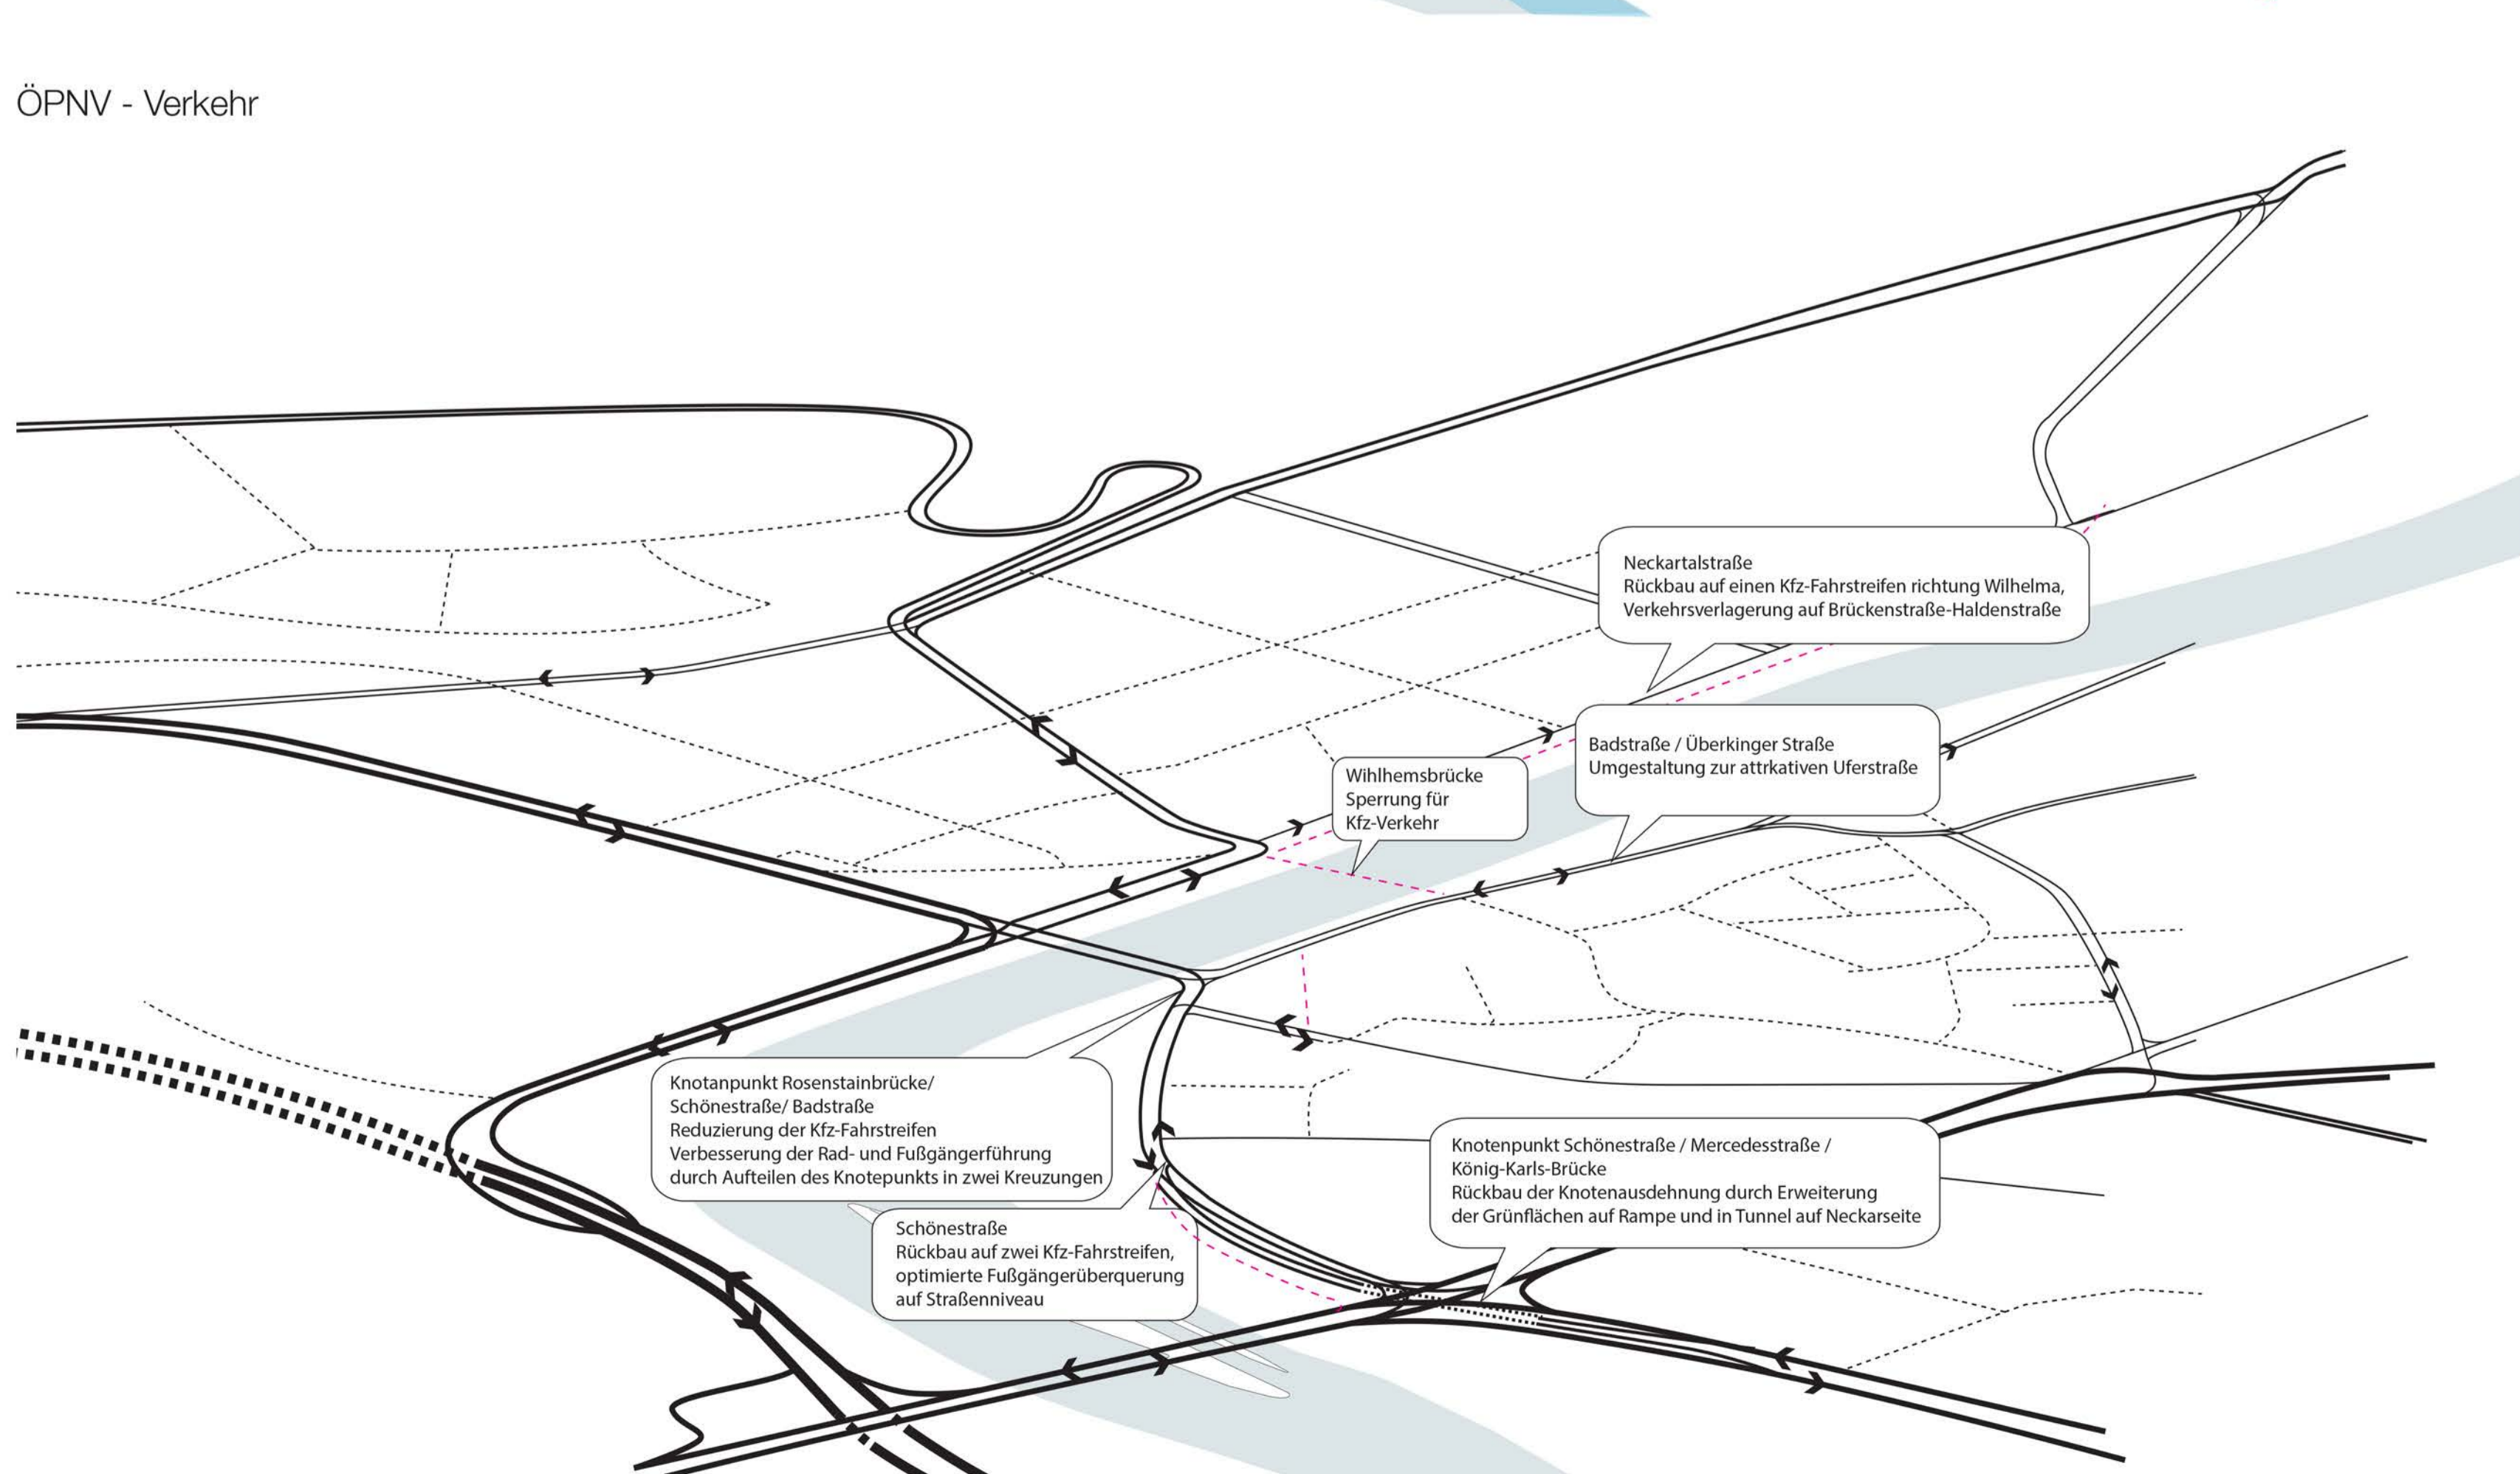 ÖPNV - Verkehr
Neckartalstraße
Rückbau auf einen Kfz-Fahrstreifen richtung Wilhelma,
Verkehrsverlagerung auf Brückenstraße-Haldenstraße
Badstraße / Überkinger Straße
Umgestaltung zur attrkativen Uferstraße
Wihlhemsbrücke
Sperrung für
Kfz-Verkehr
Knotanpunkt Rosenstainbrücke/
Schönestraße/ Badstraße
Reduzierung der Kfz-Fahrstreifen
Verbesserung der Rad- und Fußgängerführung
durch Aufteilen des Knotepunkts in zwei Kreuzungen
Knotenpunkt Schönestraße / Mercedesstraße /
König-Karls-Brücke
Rückbau der Knotenausdehnung durch Erweiterung
der Grünflächen auf Rampe und in Tunnel auf Neckarseite
Schönestraße
Rückbau auf zwei Kfz-Fahrstreifen,
optimierte Fußgängerüberquerung
auf Straßenniveau